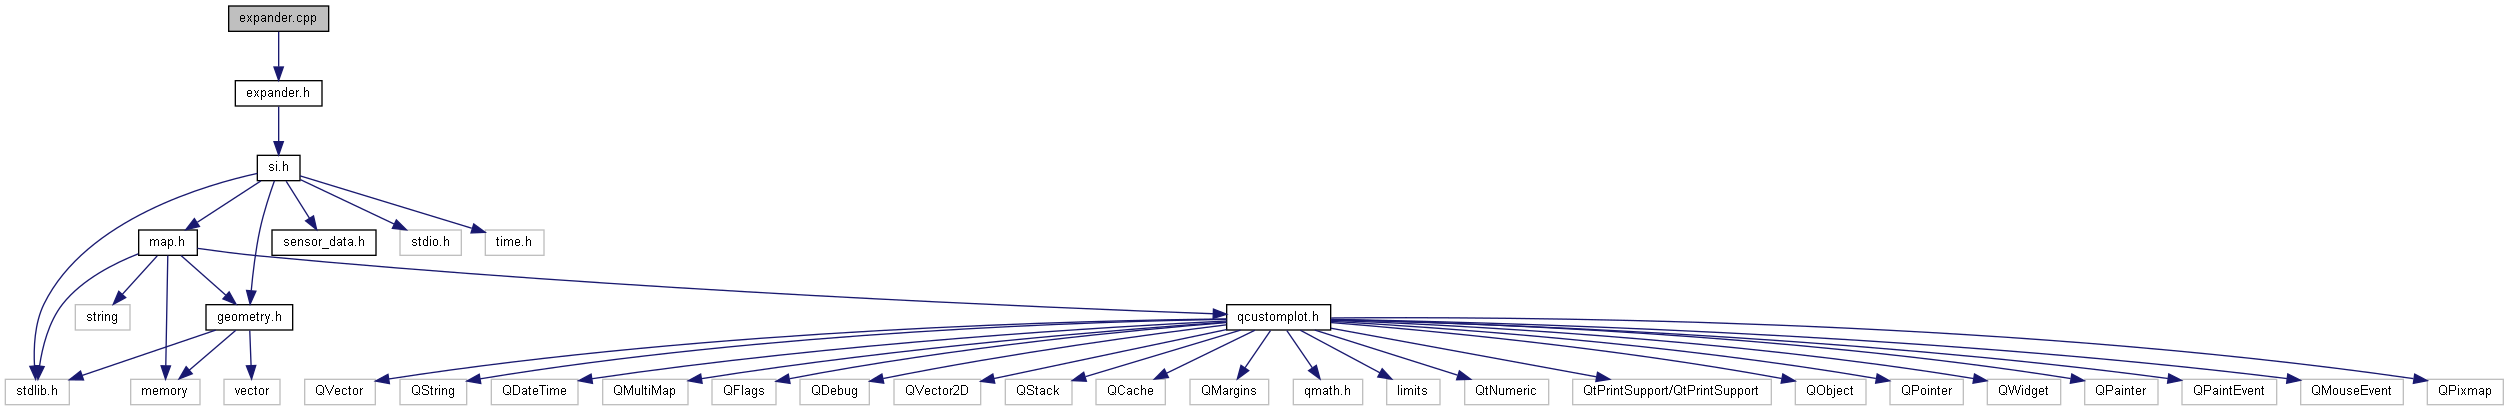 expander.cpp
expander.h
si.h
map.h
sensor_data.h
stdio.h
time.h
string
geometry.h
qcustomplot.h
stdlib.h
memory
vector
QVector
QString
QDateTime
QMultiMap
QFlags
QDebug
QVector2D
QStack
QCache
QMargins
qmath.h
limits
QtNumeric
QtPrintSupport/QtPrintSupport
QObject
QPointer
QWidget
QPainter
QPaintEvent
QMouseEvent
QPixmap